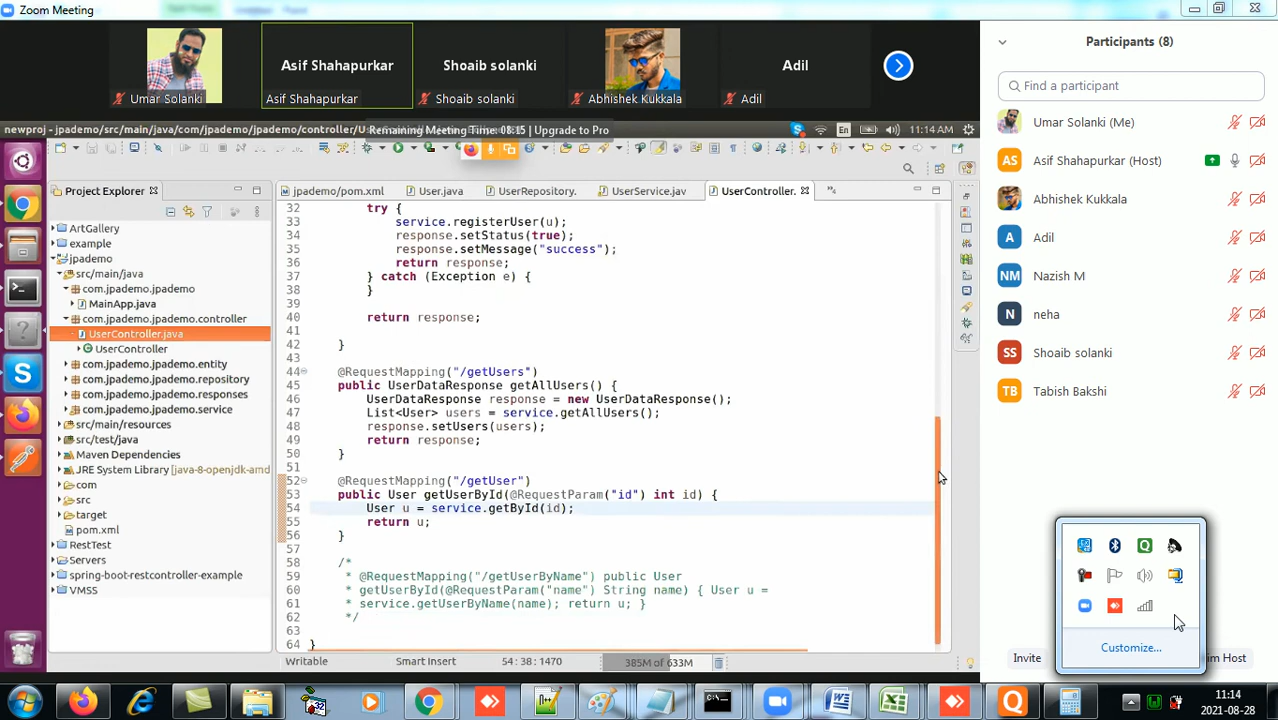 Zoom Meeting
Umar Solanki
Asif Shahapurkar
Asif Shahapurkar
Shoaib solanki
Shoaib solanki
Abhishek Kukkala
Adil
Adil
newproj - jpademo/src/main/java/com/jpademo/jpademo/controller/
Remaining Meeting Time: 08:15 | Upgrade to Pro
En
11:14 AM
Project Explorer
jpademo/pom.xml
User.java
UserRepository.
UserService.jav
UserController.
ArtGallery
example
jpademo
src/main/java
com.jpademo.jpademo
MainApp.java
com.jpademo.jpademo.controller
UserController.java
UserController
com.jpademo.jpademo.entity
com.jpademo.jpademo.repository
com.jpademo.jpademo.responses
com.jpademo.jpademo.service
src/main/resources
src/test/java
Maven Dependencies
JRE System Library [java-8-openjdk-amd
com
src
target
pom.xml
RestTest
Servers
spring-boot-restcontroller-example
VMSS
32 try {
33 service.registerUser(u);
34 response.setStatus(true);
35 response.setMessage("success");
36 return response;
37 } catch (Exception e) {
38 }
39
40 return response;
41
42 }
43
44 @RequestMapping("/getUsers")
45 public UserDataResponse getAllUsers() {
46 UserDataResponse response = new UserDataResponse();
47 List<User> users = service.getAllUsers();
48 response.setUsers(users);
49 return response;
50 }
51
52 @RequestMapping("/getUser")
53 public User getUserById(@RequestParam("id") int id) {
54 User u = service.getById(id);
55 return u;
56 }
57
58 /*
59 * @RequestMapping("/getUserByName") public User
60 * getUserById(@RequestParam("name") String name) { User u =
61 * service.getUserByName(name); return u; }
62 */
63
64 }
Writable
Smart Insert
54 : 38 : 1470
385M of 633M
Participants (8)
Find a participant
Umar Solanki (Me)
AS Asif Shahapurkar (Host)
Abhishek Kukkala
A Adil
NM Nazish M
N neha
SS Shoaib solanki
TB Tabish Bakshi
Customize...
Invite
im Host
11:14
2021-08-28